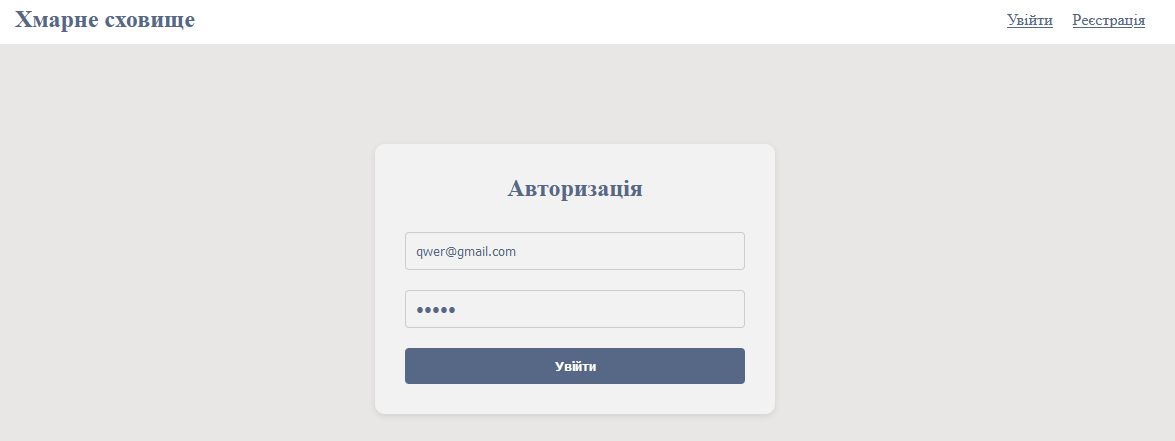 Хмарне сховище
Увійти Реєстрація
Авторизація
qwer@gmail.com
•••••
Увійти